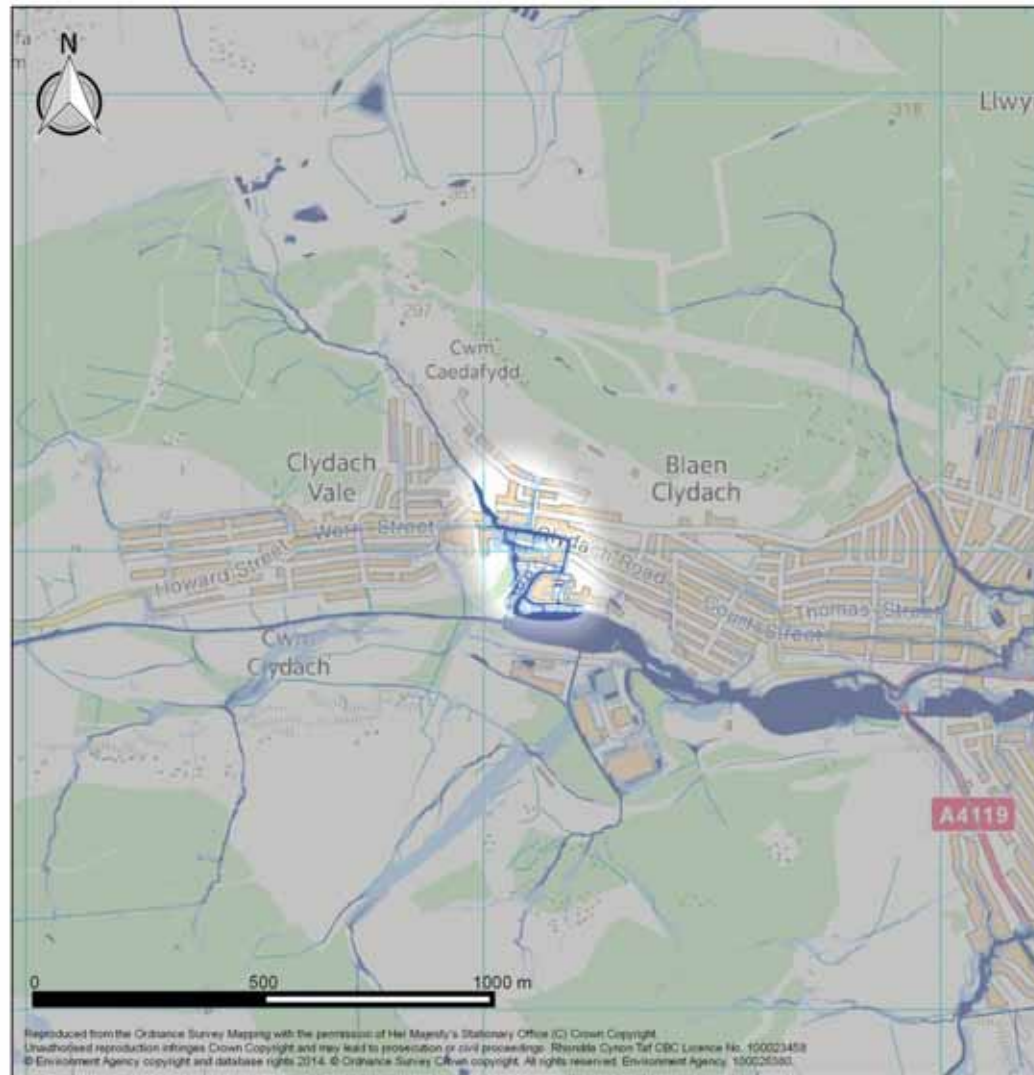 N
Llwy
318
351
297
Cwm
Caedafydd
Clydach
Vale
Blaen
Clydach
Howard Street
Clydach Road
Thomas Street
Court Street
Cwm
Clydach
A4119
0 500 1000 m
Reproduced from the Ordnance Survey Mapping with the permission of Her Majesty's Stationary Office (C) Crown Copyright.
Unauthorised reproduction infringes Crown Copyright and may lead to prosecution or civil proceedings. Rhondda Cynon Taf CBC Licence No. 100023458
© Environment Agency copyright and database rights 2014. © Ordnance Survey Crown copyright. All rights reserved. Environment Agency, 100026380.